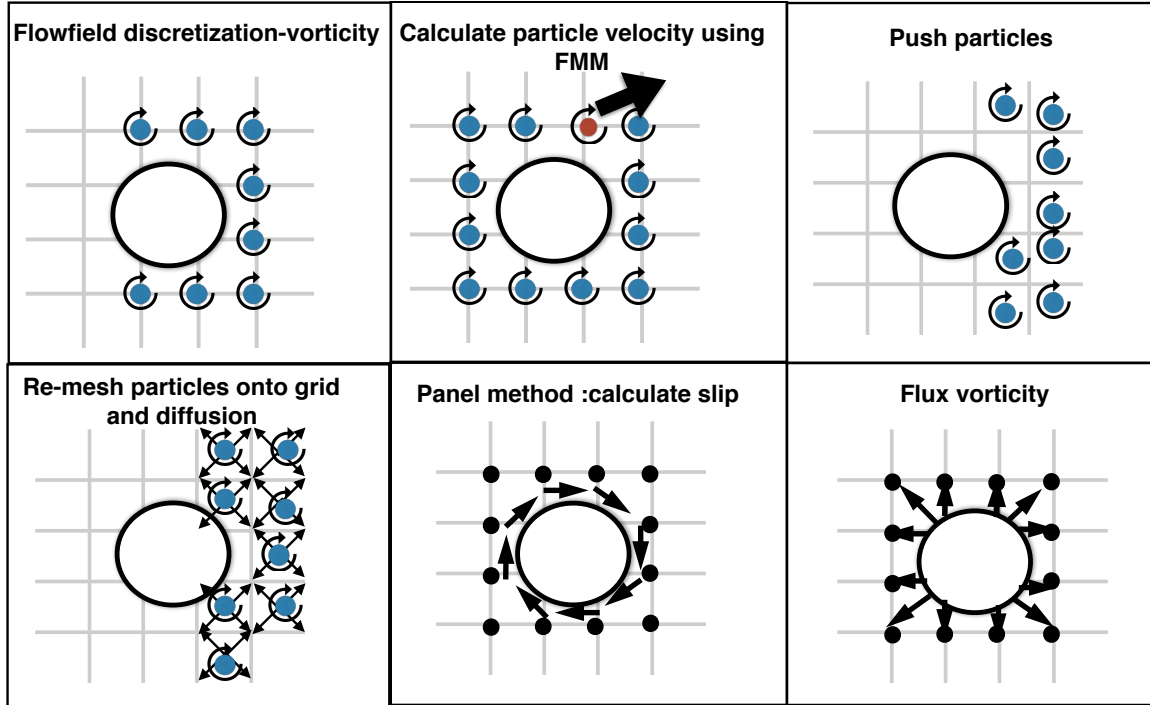 Flowfield discretization-vorticity
Calculate particle velocity using
FMM
Push particles
Re-mesh particles onto grid
and diffusion
Panel method :calculate slip
Flux vorticity